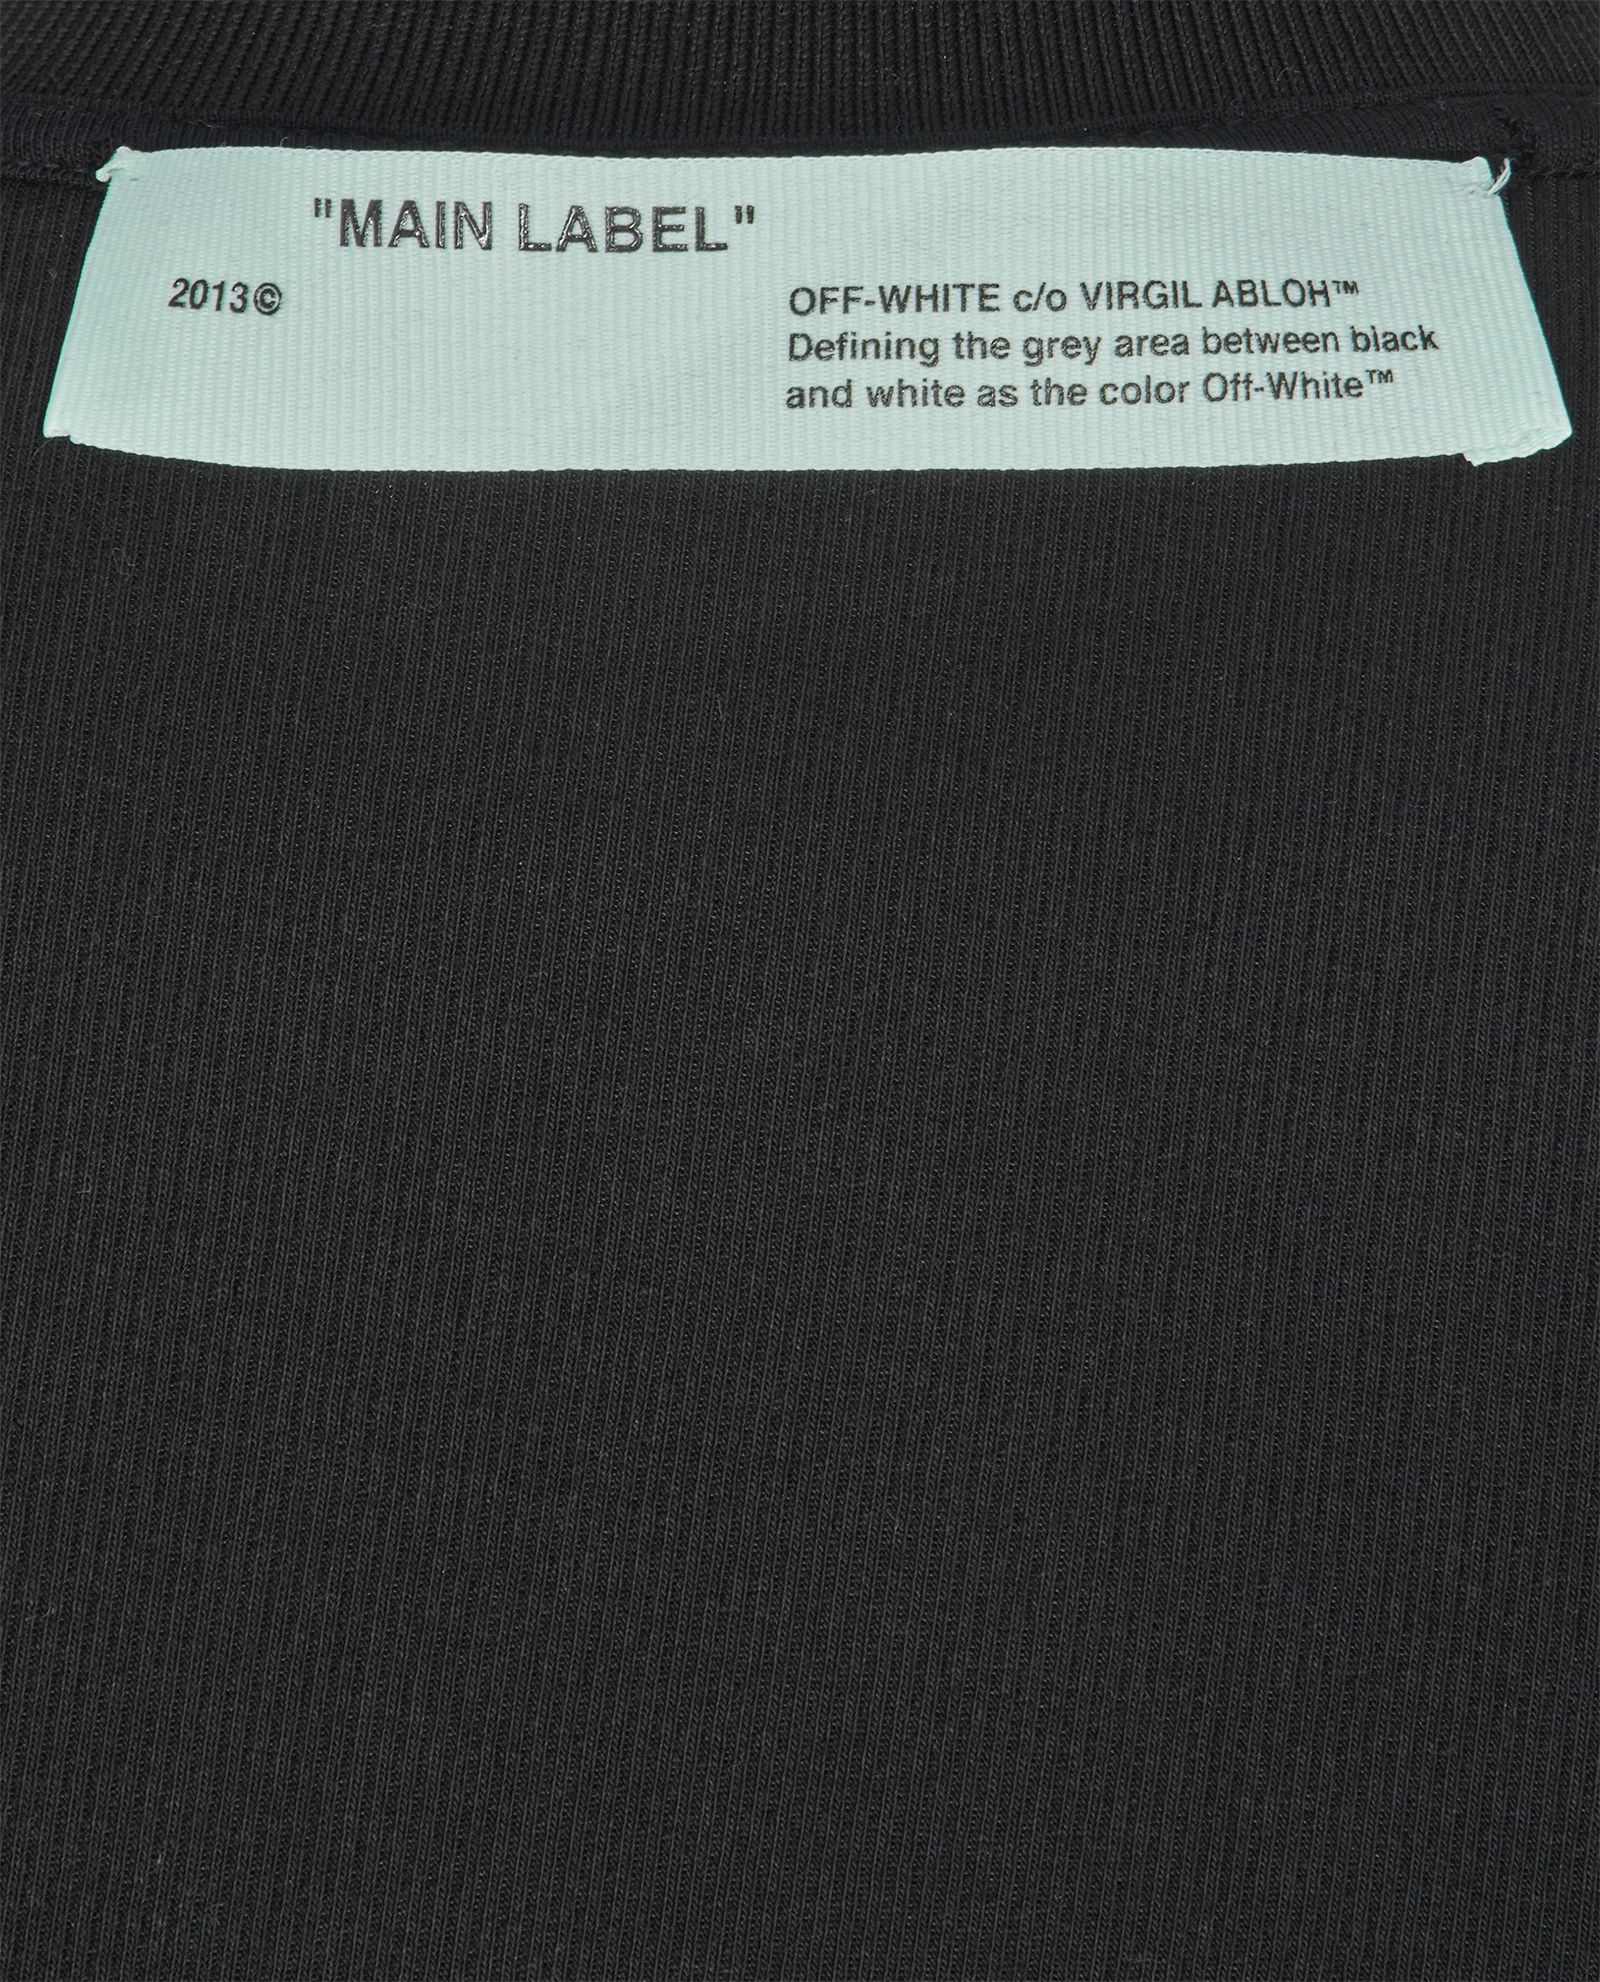 "MAIN LABEL"
2013©
OFF-WHITE c/o VIRGIL ABLOH™
Defining the grey area between black
and white as the color Off-White™